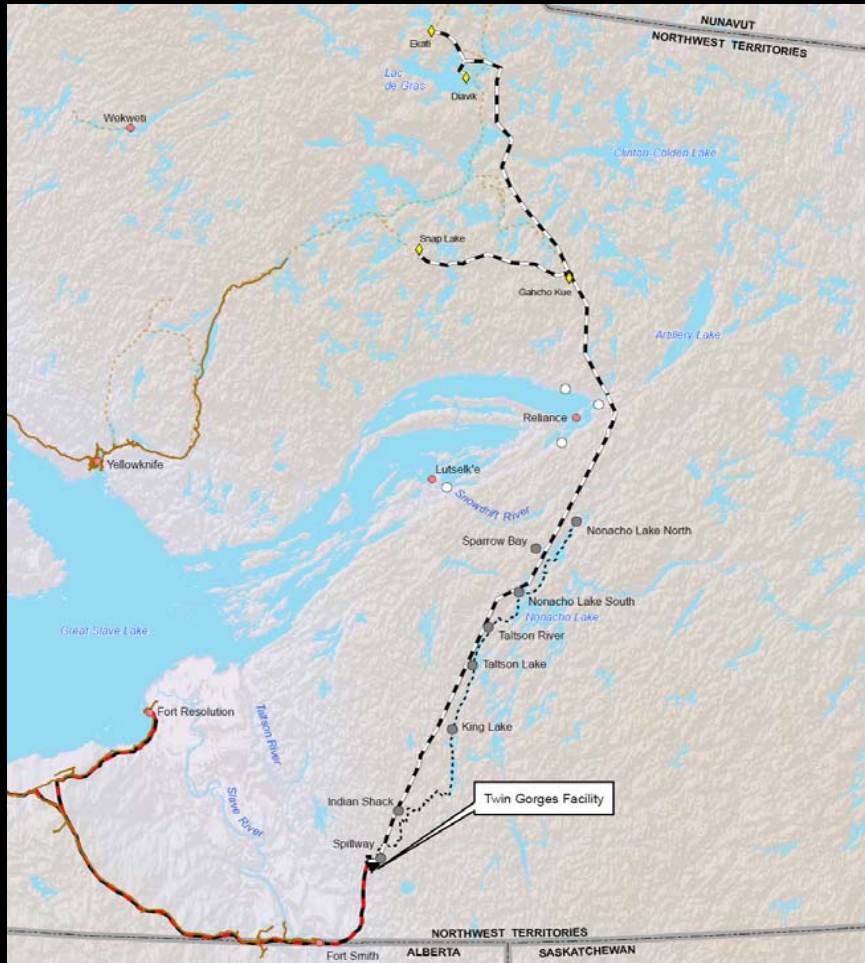 NUNAVUT
NORTHWEST TERRITORIES
Ekati
Lac
de Gras
Diavik
Wekweti
Clinton-Colden Lake
Snap Lake
Gahcho Kue
Artillery Lake
Reliance
Yellowknife
Lutselk'e
Snowdrift River
Nonacho Lake North
Sparrow Bay
Nonacho Lake South
Nonacho Lake
Great Slave Lake
Taltson River
Taltson Lake
Fort Resolution
Taltson River
King Lake
Slave River
Twin Gorges Facility
Indian Shack
Spillway
NORTHWEST TERRITORIES
Fort Smith
ALBERTA
SASKATCHEWAN